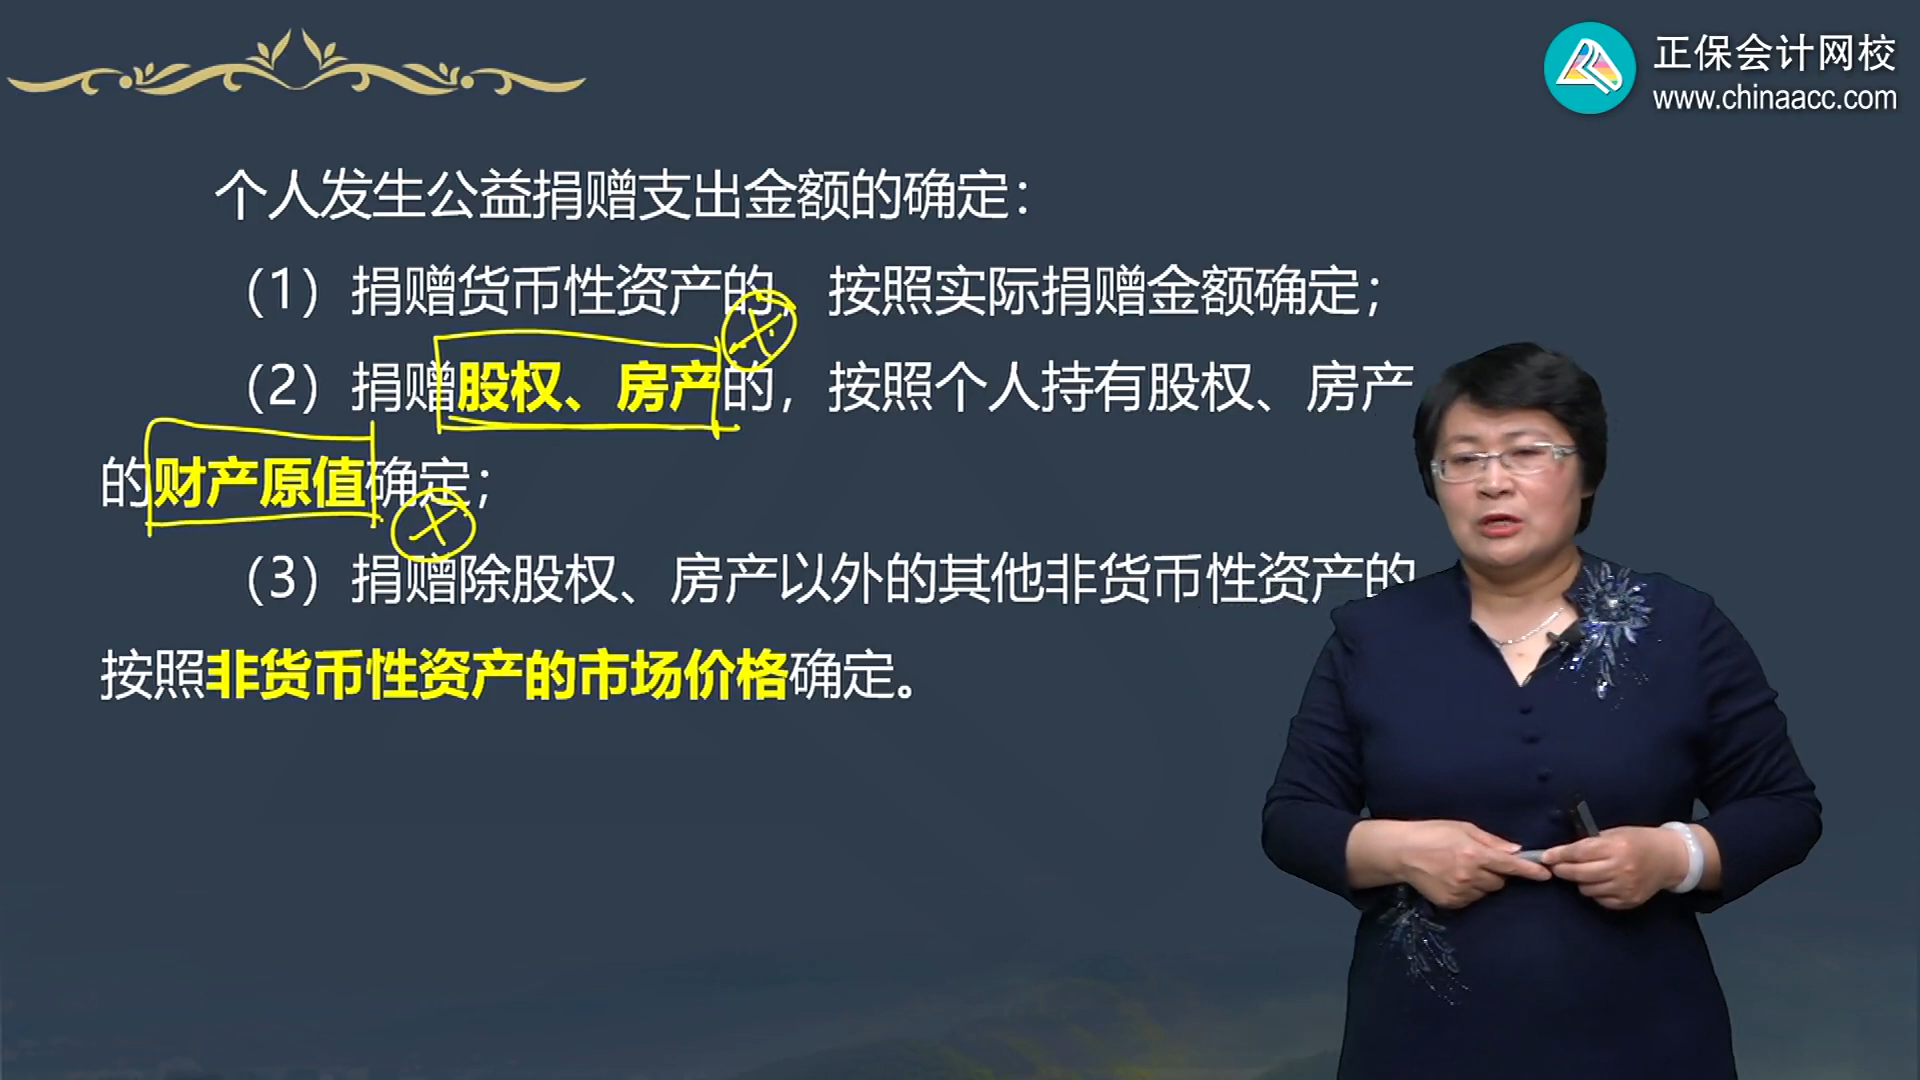 正保会计网校
www.chinaacc.com
个人发生公益捐赠支出金额的确定：
（1）捐赠货币性资产的，按照实际捐赠金额确定；
（2）捐赠股权、房产的，按照个人持有股权、房产
的财产原值确定；
（3）捐赠除股权、房产以外的其他非货币性资产的
按照非货币性资产的市场价格确定。